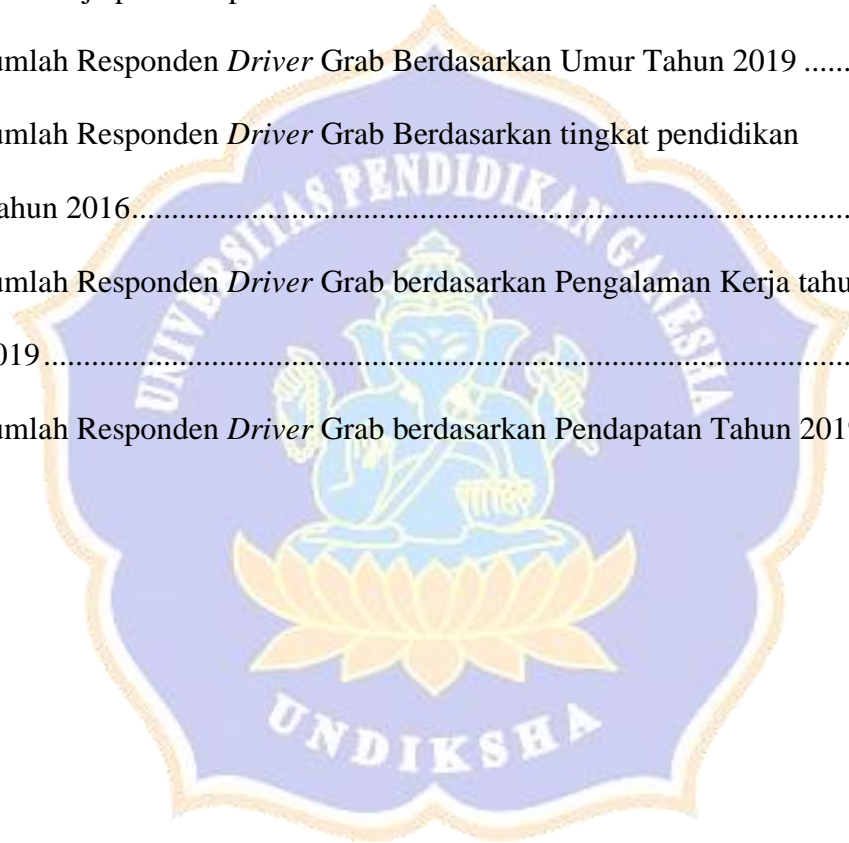 umlah Responden Driver Grab Berdasarkan Umur Tahun 2019 ......
umlah Responden Driver Grab Berdasarkan tingkat pendidikan
ahun 2016..........................................................................................
umlah Responden Driver Grab berdasarkan Pengalaman Kerja tahu
019.....................................................................................................
umlah Responden Driver Grab berdasarkan Pendapatan Tahun 201
UNIVERSITAS PENDIDIKAN GANESHA
UNDIKSHA